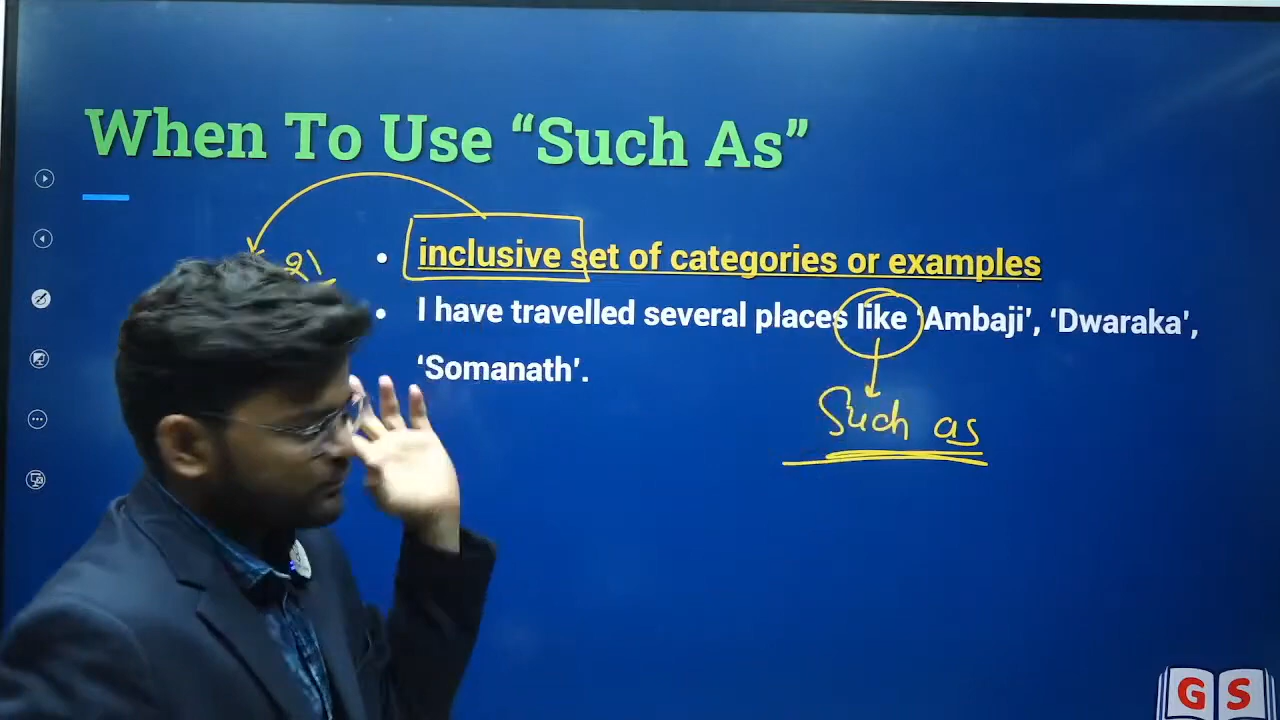 When To Use “Such As”
• inclusive set of categories or examples
• I have travelled several places like ‘Ambaji’, ‘Dwaraka’,
‘Somanath’.
Such as
G S